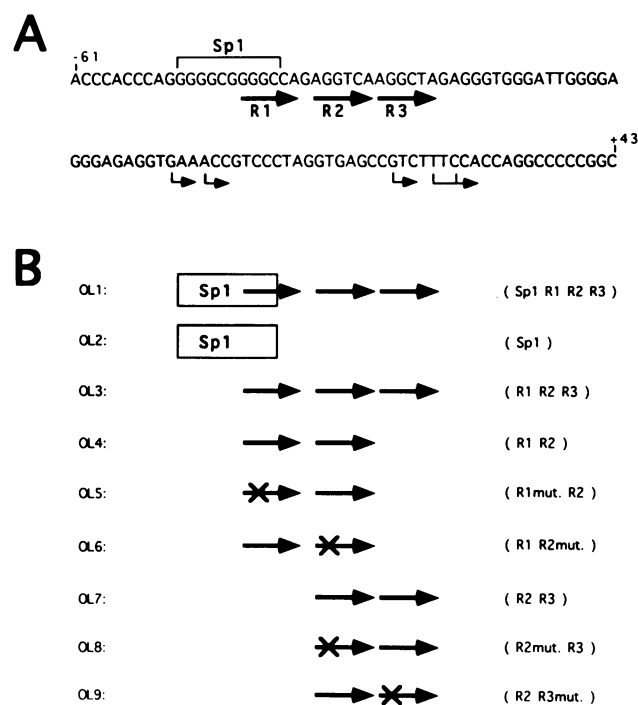 A
-61
Sp1
ACCCACCCAGGGGGCGGGGCCAGAGGTCAAGGCTAGAGGGTGGGATTGGGGA
R1 R2 R3
+43
GGGAGAGGTGAAACCGTCCCTAGGTGAGCCGTCTTTCCACCAGGCCCCCGGC
B
OL1: Sp1 ( Sp1 R1 R2 R3 )
OL2: Sp1 ( Sp1 )
OL3: ( R1 R2 R3 )
OL4: ( R1 R2 )
OL5: ( R1mut. R2 )
OL6: ( R1 R2mut. )
OL7: ( R2 R3 )
OL8: ( R2mut. R3 )
OL9: ( R2 R3mut. )